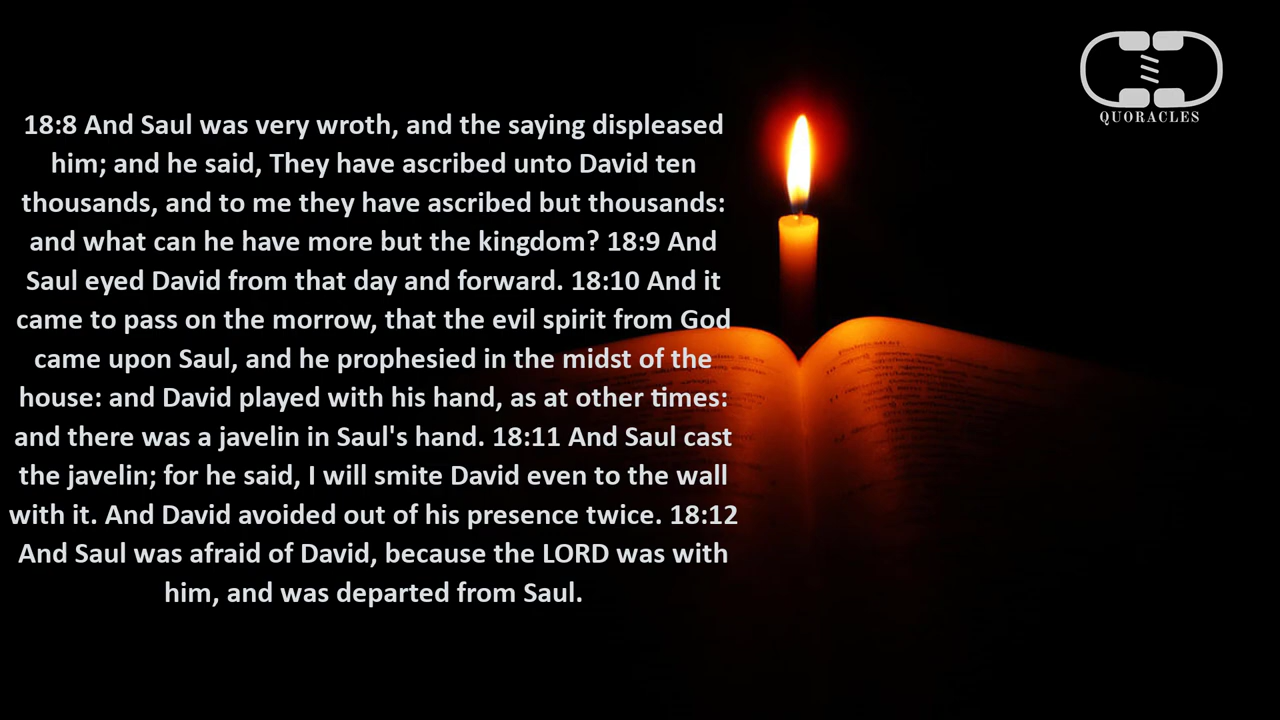 18:8 And Saul was very wroth, and the saying displeased
him; and he said, They have ascribed unto David ten
thousands, and to me they have ascribed but thousands:
and what can he have more but the kingdom? 18:9 And
Saul eyed David from that day and forward. 18:10 And it
came to pass on the morrow, that the evil spirit from God
came upon Saul, and he prophesied in the midst of the
house: and David played with his hand, as at other times:
and there was a javelin in Saul's hand. 18:11 And Saul cast
the javelin; for he said, I will smite David even to the wall
with it. And David avoided out of his presence twice. 18:12
And Saul was afraid of David, because the LORD was with
him, and was departed from Saul.
QUORACLES